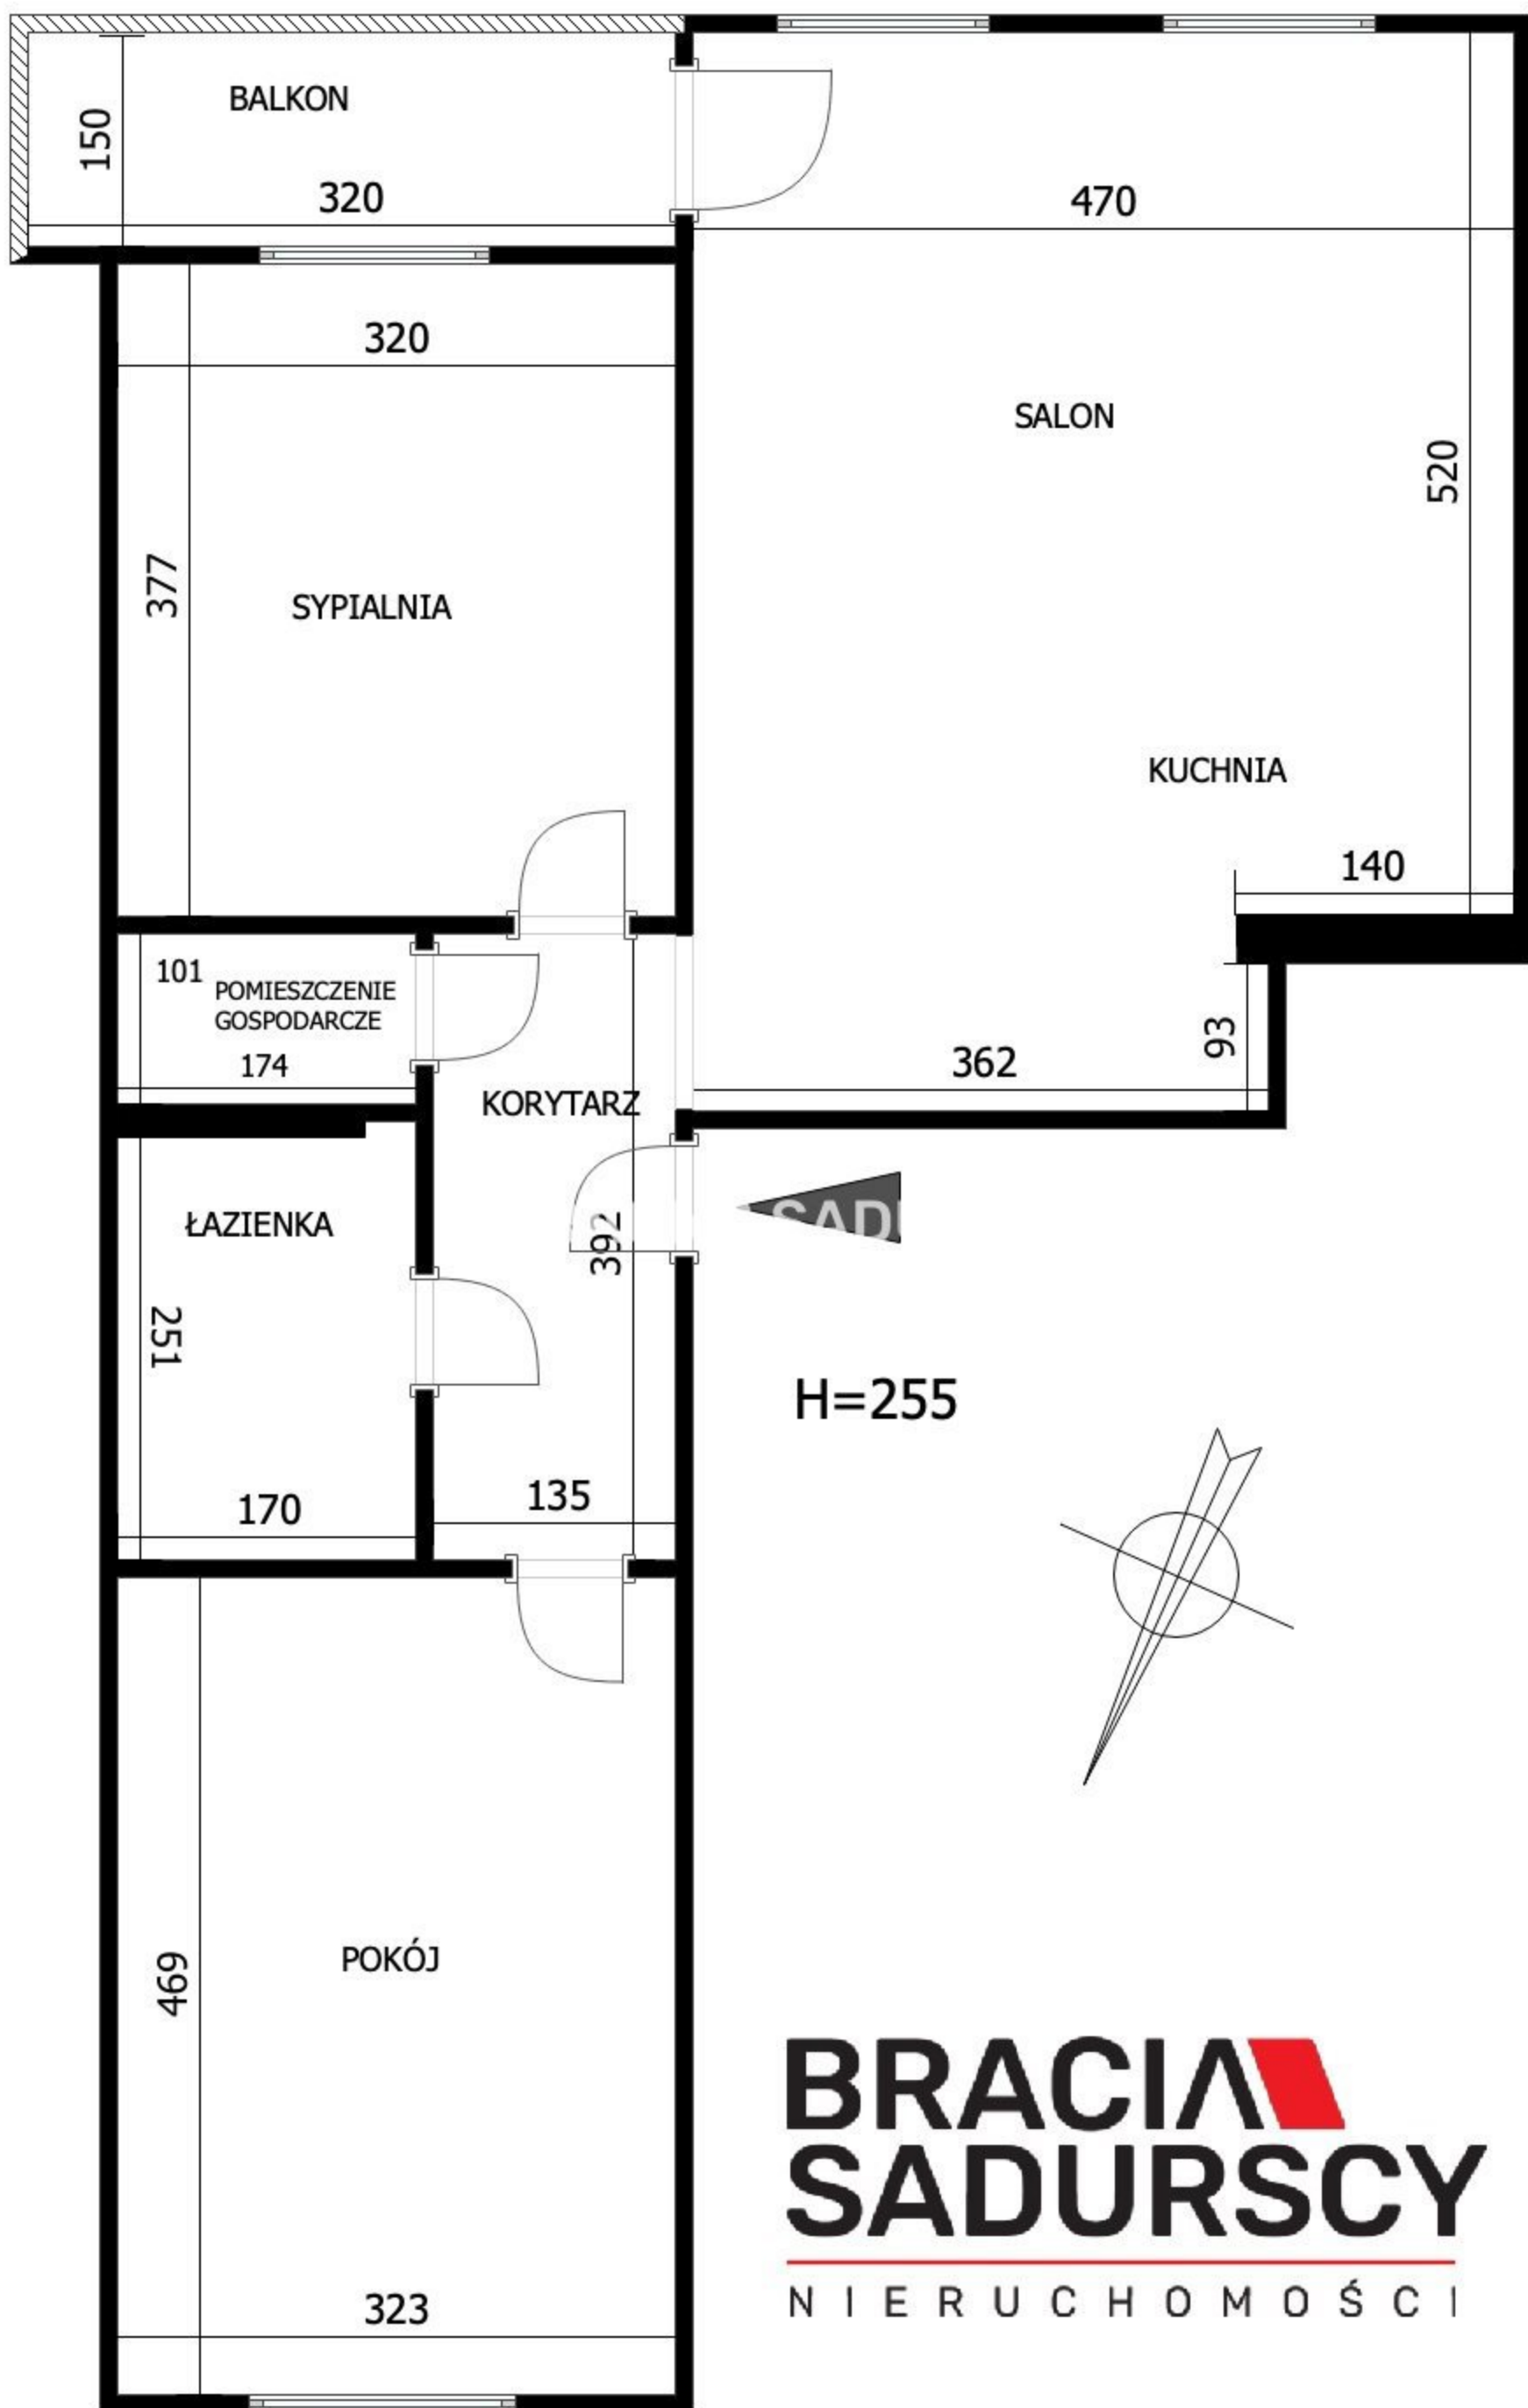 BALKON
150
320
470
320
SALON
520
377
SYPIALNIA
KUCHNIA
140
101
POMIESZCZENIE
GOSPODARCZE
174
93
362
KORYTARZ
ŁAZIENKA
SADU
392
251
H=255
170
135
POKÓJ
469
BRACIA
SADURSCY
NIERUCHOMOŚCI
323